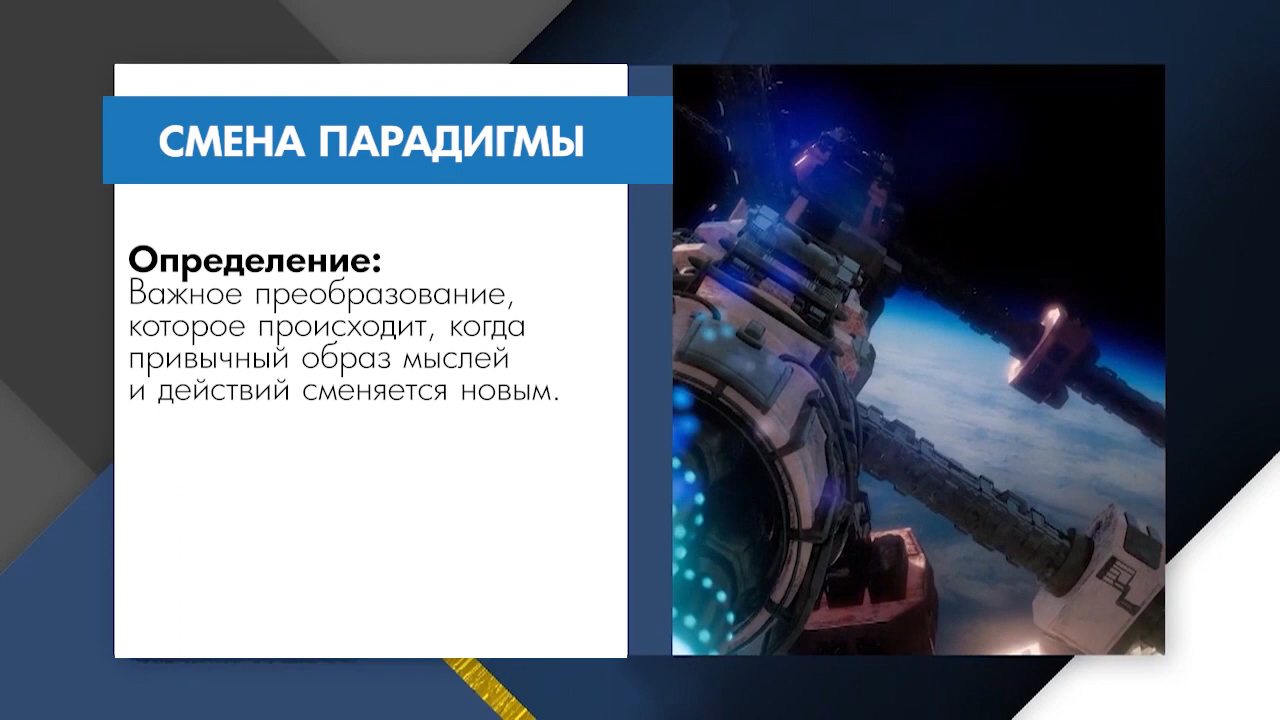 СМЕНА ПАРАДИГМЫ
Определение:
Важное преобразование,
которое происходит, когда
привычный образ мыслей
и действий сменяется новым.